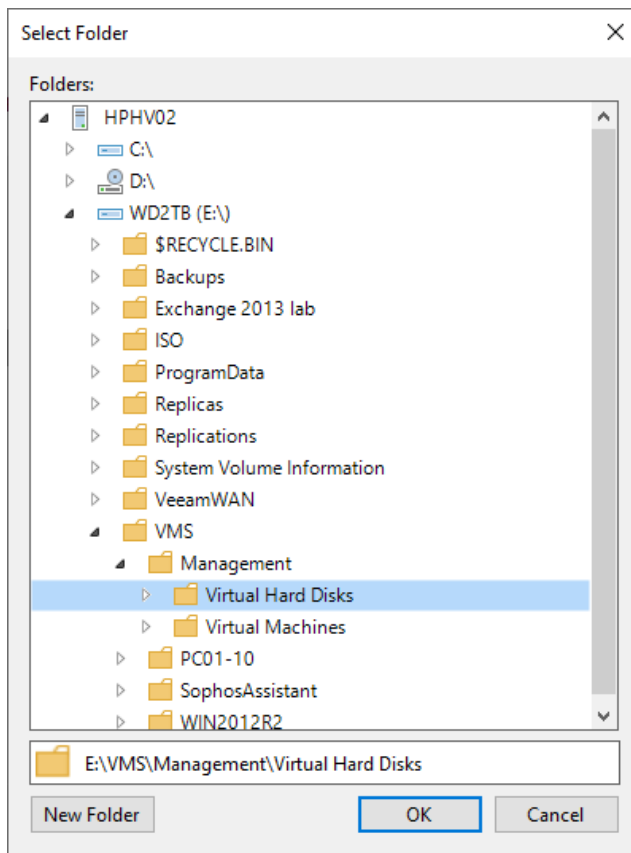 Select Folder
Folders:
HPHV02
C:\
D:\
WD2TB (E:\)
$RECYCLE.BIN
Backups
Exchange 2013 lab
ISO
ProgramData
Replicas
Replications
System Volume Information
VeeamWAN
VMS
Management
Virtual Hard Disks
Virtual Machines
PC01-10
SophosAssistant
WIN2012R2
E:\VMS\Management\Virtual Hard Disks
New Folder OK Cancel